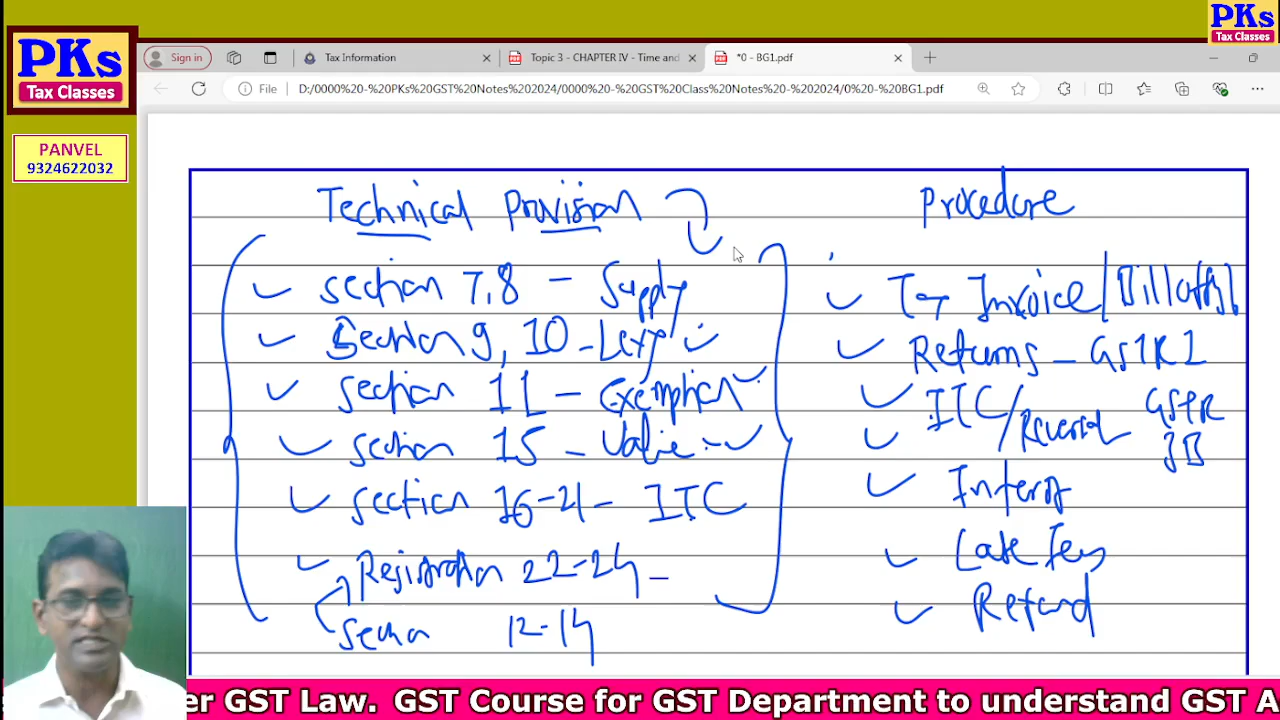 PKs
Tax Classes
PKs
Tax Classes
PANVEL
9324622032
Sign in
Tax Information
Topic 3 - CHAPTER IV - Time and
*0 - BG1.pdf
File
D:/0000%20-%20PKs%20GST%20Notes%202024/0000%20-%20GST%20Class%20Notes%20-%202024/0%20-%20BG1.pdf
Technical Provision
section 7,8 - Supply
Section 9, 10 - Levy
section 11 - Exemption
section 15 - Value
section 16-21 - ITC
Registration 22-24 -
Section 12-14
Procedure
Tax Invoice/Bill of
Returns - GSTR1
GSTR
3B
ITC/Reversal
Interest
Late Fees
Refund
er GST Law. GST Course for GST Department to understand GST A